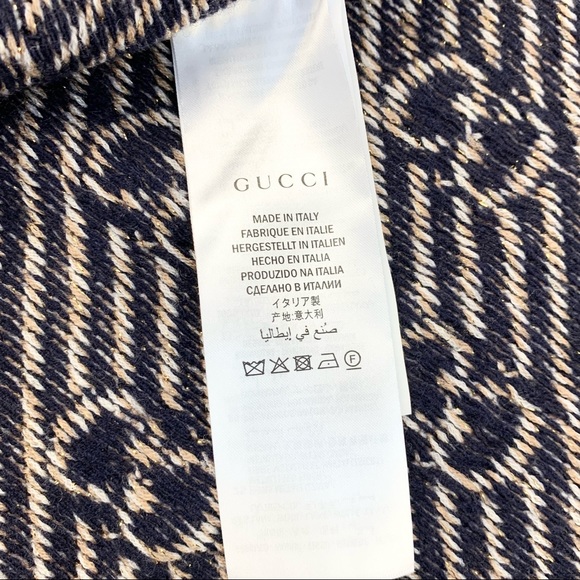 GUCCI
MADE IN ITALY
FABRIQUE EN ITALIE
HERGESTELLT IN ITALIEN
HECHO EN ITALIA
PRODUZIDO NA ITALIA
СДЕЛАНО В ИТАЛИИ
イタリア製
产地:意大利
صُنع في إيطاليا